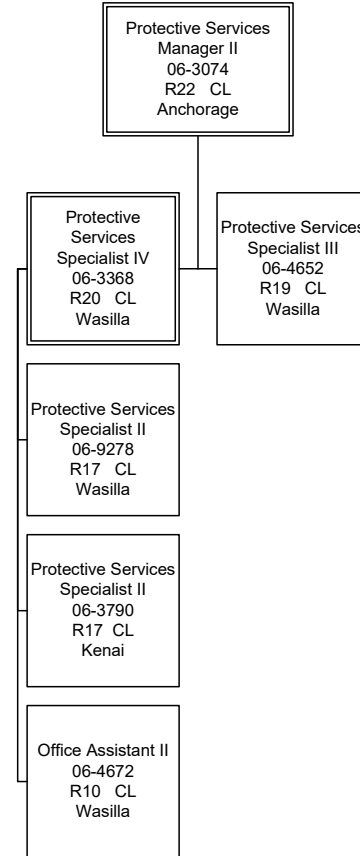 Protective Services
Manager II
06-3074
R22 CL
Anchorage
Protective
Services
Specialist IV
06-3368
R20 CL
Wasilla
Protective Services
Specialist III
06-4652
R19 CL
Wasilla
Protective Services
Specialist II
06-9278
R17 CL
Wasilla
Protective Services
Specialist II
06-3790
R17 CL
Kenai
Office Assistant II
06-4672
R10 CL
Wasilla